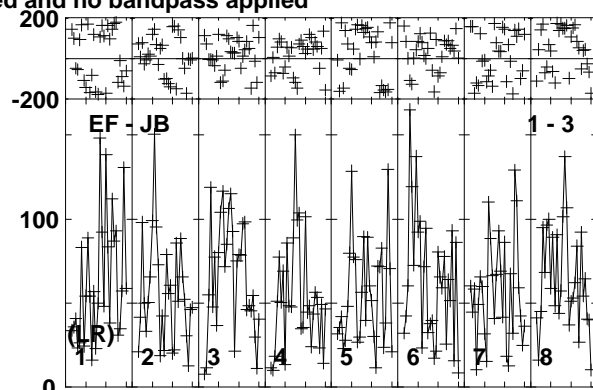 ed and no bandpass applied
200
-200
EF - JB 1 - 3
100
(LR)
1 2 3 4 5 6 7 8
0